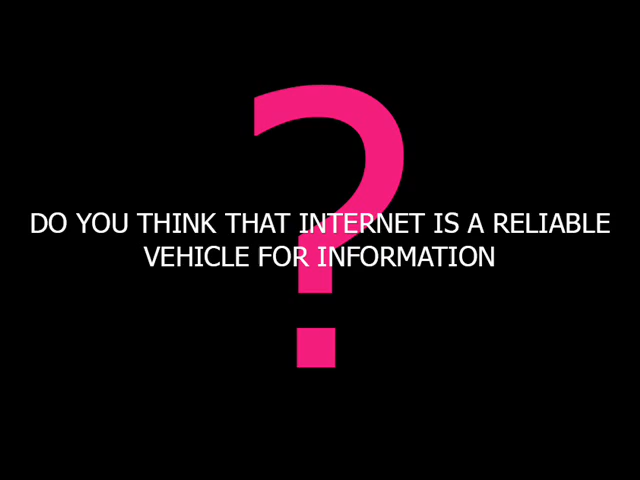 ?
DO YOU THINK THAT INTERNET IS A RELIABLE
VEHICLE FOR INFORMATION